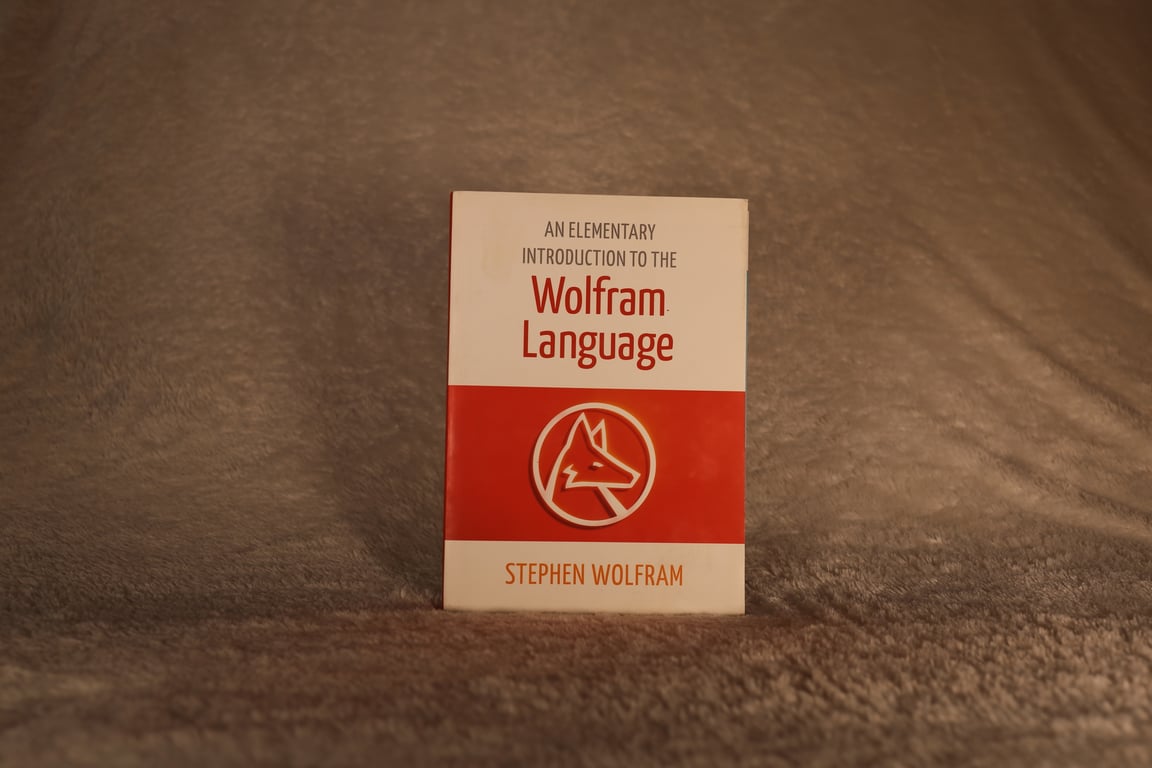 AN ELEMENTARY
INTRODUCTION TO THE
Wolfram
Language
STEPHEN WOLFRAM